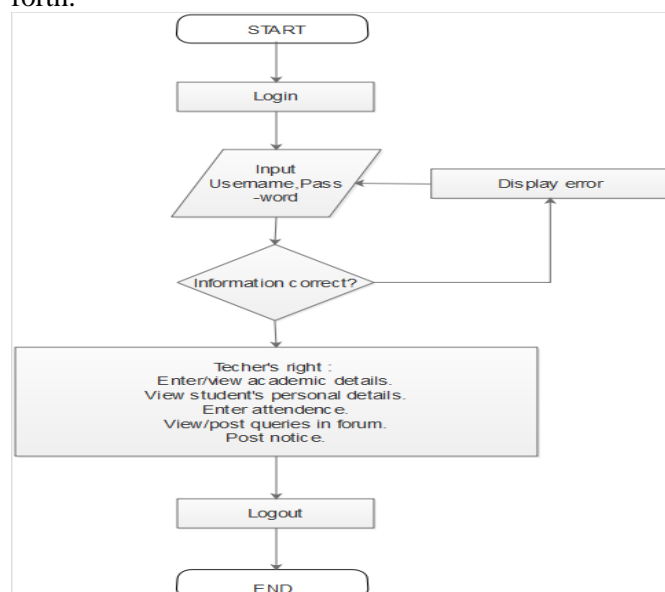 forth.
START
Login
Input
Username,Pass
-word
Display error
Information correct?
Techer's right :
Enter/view academic details.
View student's personal details.
Enter attendence.
View/post queries in forum.
Post notice.
Logout
END